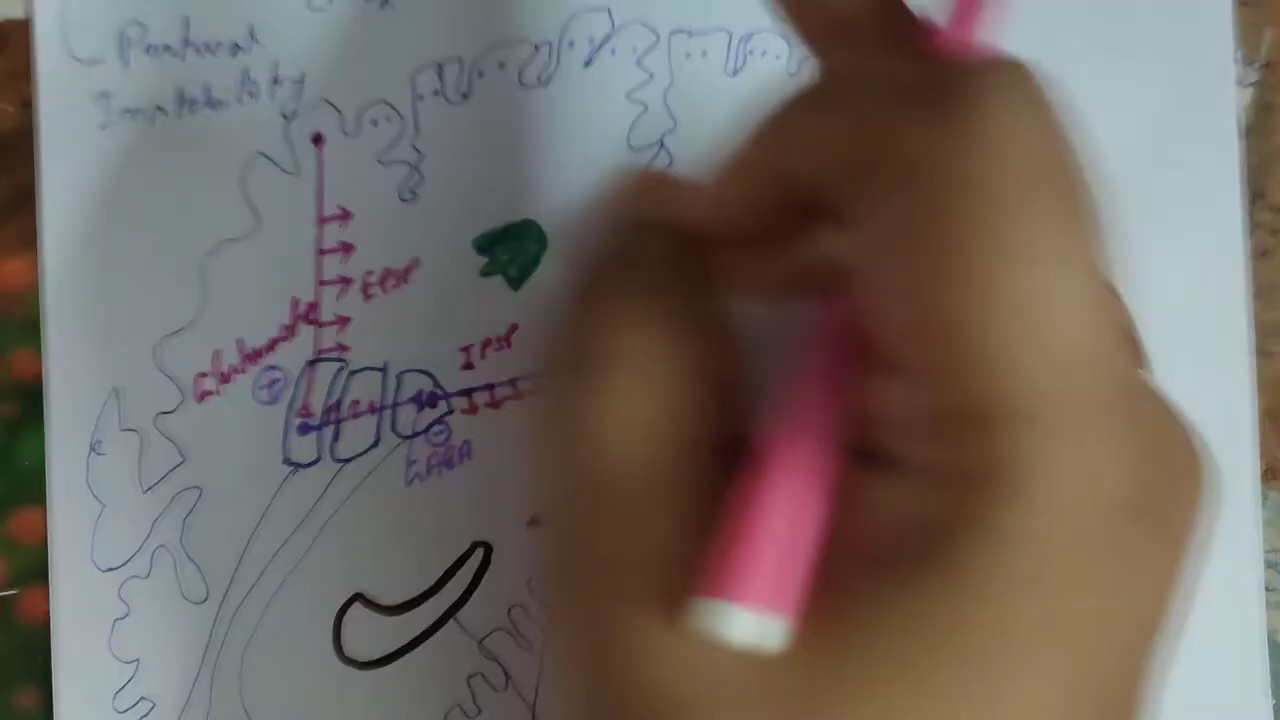 Postural
Instability
EPSP
Glutamate
+
IPSP
-
GABA